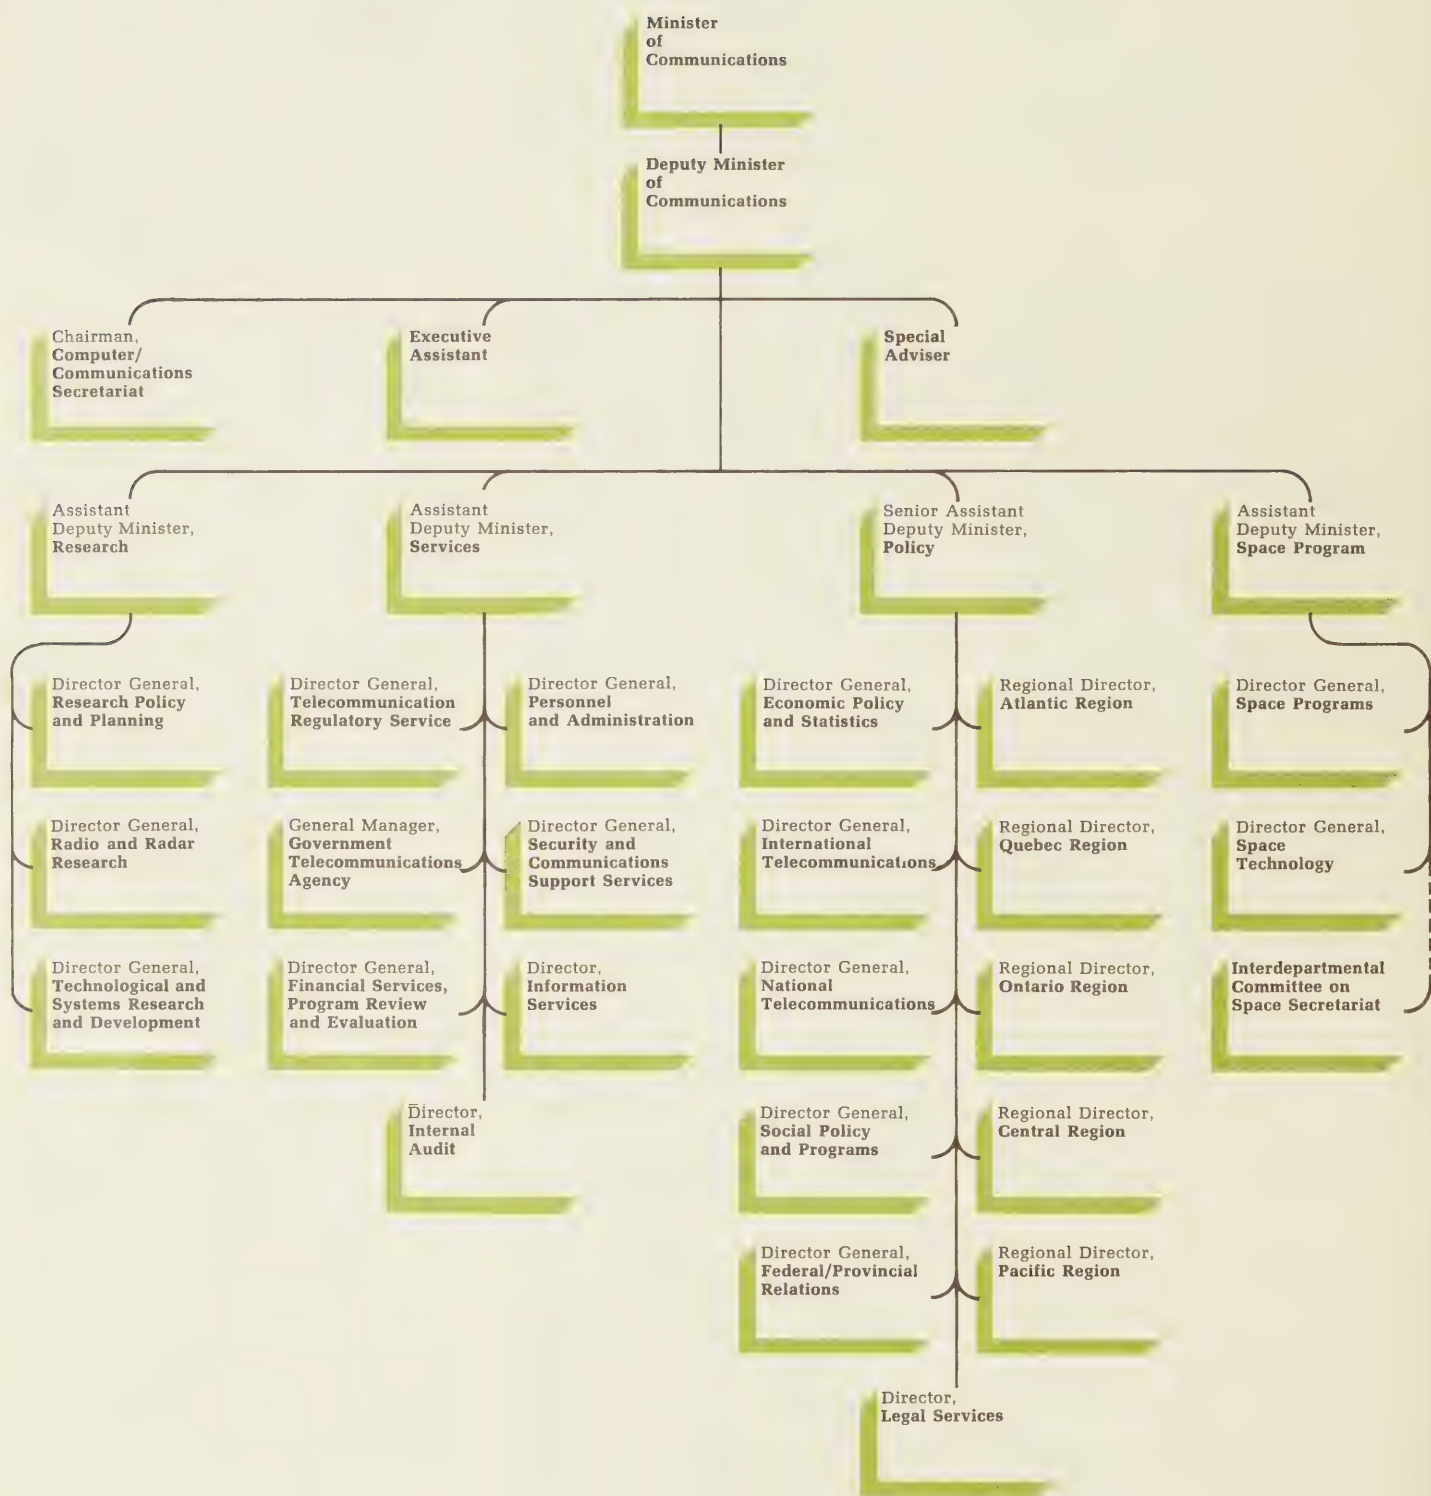 Minister
of
Communications
Deputy Minister
of
Communications
Chairman,
Computer/
Communications
Secretariat
Executive
Assistant
Special
Adviser
Assistant
Deputy Minister,
Research
Assistant
Deputy Minister,
Services
Senior Assistant
Deputy Minister,
Policy
Assistant
Deputy Minister,
Space Program
Director General,
Research Policy
and Planning
Director General,
Telecommunication
Regulatory Service
Director General,
Personnel
and Administration
Director General,
Economic Policy
and Statistics
Regional Director,
Atlantic Region
Director General,
Space Programs
Director General,
Radio and Radar
Research
General Manager,
Government
Telecommunications
Agency
Director General,
Security and
Communications
Support Services
Director General,
International
Telecommunications
Regional Director,
Quebec Region
Director General,
Space
Technology
Director General,
Technological and
Systems Research
and Development
Director General,
Financial Services,
Program Review
and Evaluation
Director,
Information
Services
Director General,
National
Telecommunications
Regional Director,
Ontario Region
Interdepartmental
Committee on
Space Secretariat
Director,
Internal
Audit
Director General,
Social Policy
and Programs
Regional Director,
Central Region
Director General,
Federal/Provincial
Relations
Regional Director,
Pacific Region
Director,
Legal Services